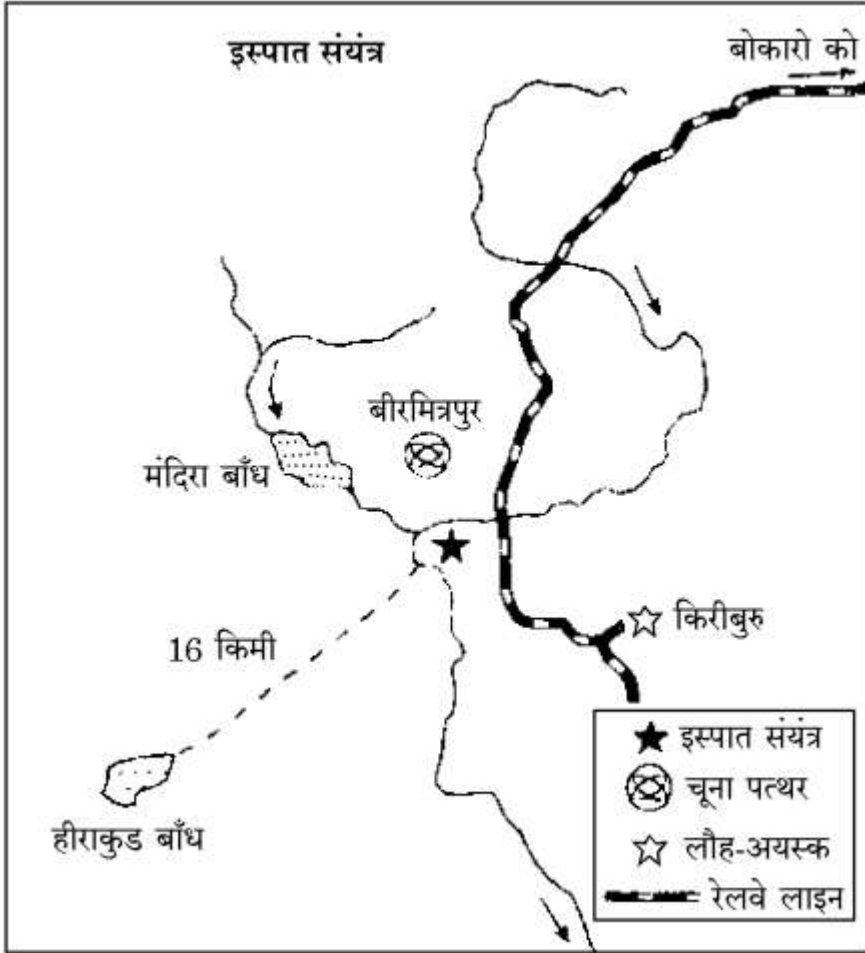 इस्पात संयंत्र
बोकारो को
बीरमित्रपुर
मंदिरा बाँध
16 किमी
किरीबुरु
हीराकुड बाँध
इस्पात संयंत्र
चूना पत्थर
लौह-अयस्क
रेलवे लाइन